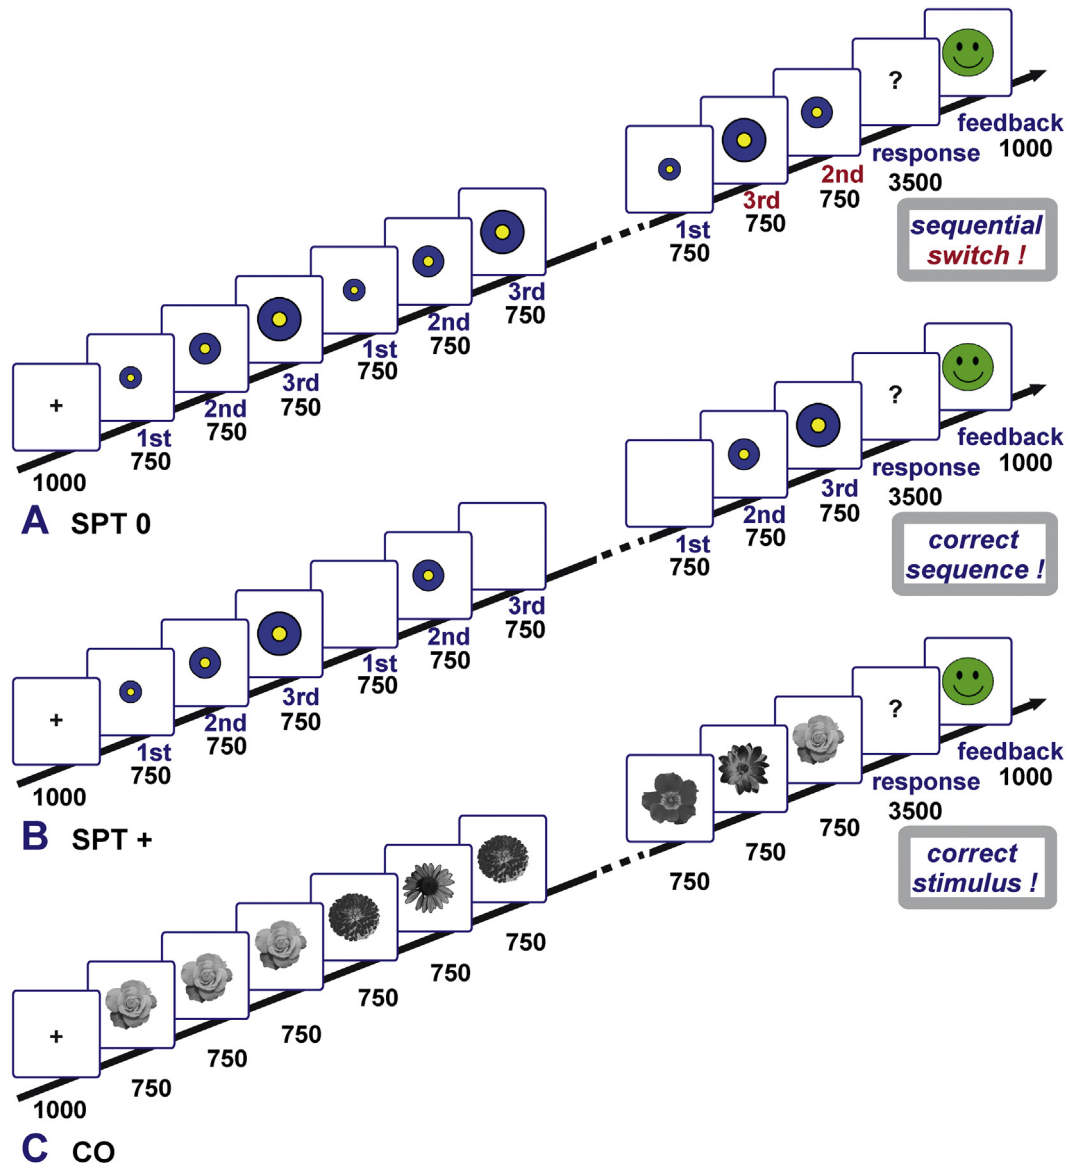 +
1000
1st
750
2nd
750
3rd
750
1st
750
2nd
750
3rd
750
1st
750
3rd
750
2nd
750
?
response
3500
feedback
1000
sequential
switch !
A SPT 0
+
1000
1st
750
2nd
750
3rd
750
1st
750
2nd
750
3rd
750
1st
750
2nd
750
3rd
750
?
response
3500
feedback
1000
correct
sequence !
B SPT +
+
1000
750
750
750
750
750
750
750
750
750
?
response
3500
feedback
1000
correct
stimulus !
C CO